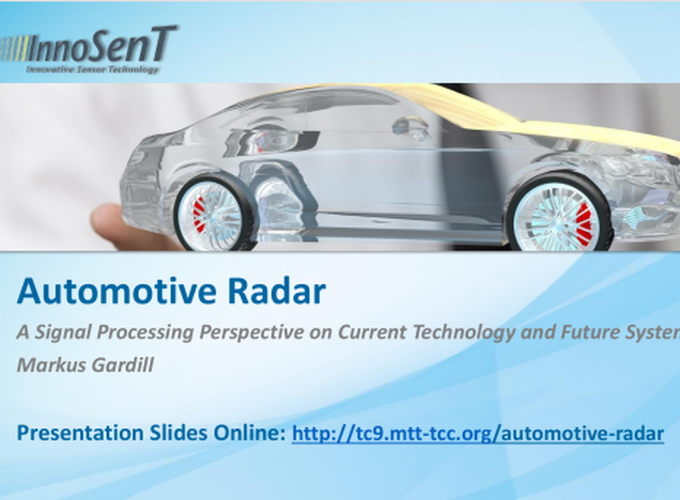 InnoSenT
Innovative Sensor Technology
Automotive Radar
A Signal Processing Perspective on Current Technology and Future System
Markus Gardill
Presentation Slides Online: http://tc9.mtt-tcc.org/automotive-radar